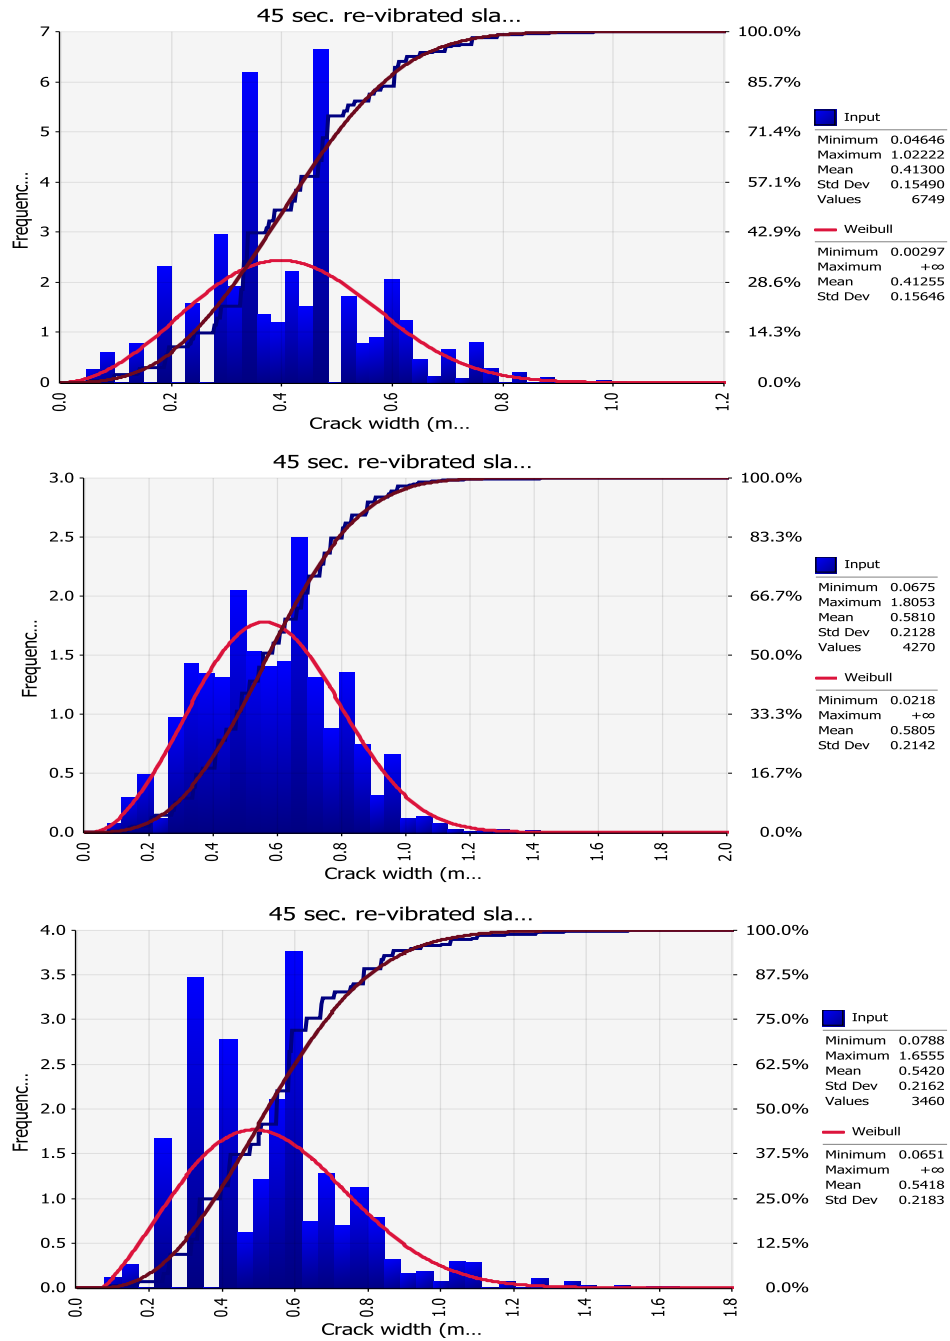 45 sec. re-vibrated sla...
7
6
5
4
3
2
1
0
Frequenc...
100.0%
85.7%
71.4%
57.1%
42.9%
28.6%
14.3%
0.0%
0.0
0.2
0.4
0.6
0.8
1.0
1.2
Crack width (m...
Input
Minimum 0.04646
Maximum 1.02222
Mean 0.41300
Std Dev 0.15490
Values 6749
Weibull
Minimum 0.00297
Maximum +∞
Mean 0.41255
Std Dev 0.15646
45 sec. re-vibrated sla...
3.0
2.5
2.0
1.5
1.0
0.5
0.0
Frequenc...
100.0%
83.3%
66.7%
50.0%
33.3%
16.7%
0.0%
0.0
0.2
0.4
0.6
0.8
1.0
1.2
1.4
1.6
1.8
2.0
Crack width (m...
Input
Minimum 0.0675
Maximum 1.8053
Mean 0.5810
Std Dev 0.2128
Values 4270
Weibull
Minimum 0.0218
Maximum +∞
Mean 0.5805
Std Dev 0.2142
45 sec. re-vibrated sla...
4.0
3.5
3.0
2.5
2.0
1.5
1.0
0.5
0.0
Frequenc...
100.0%
87.5%
75.0%
62.5%
50.0%
37.5%
25.0%
12.5%
0.0%
0.0
0.2
0.4
0.6
0.8
1.0
1.2
1.4
1.6
1.8
Crack width (m...
Input
Minimum 0.0788
Maximum 1.6555
Mean 0.5420
Std Dev 0.2162
Values 3460
Weibull
Minimum 0.0651
Maximum +∞
Mean 0.5418
Std Dev 0.2183